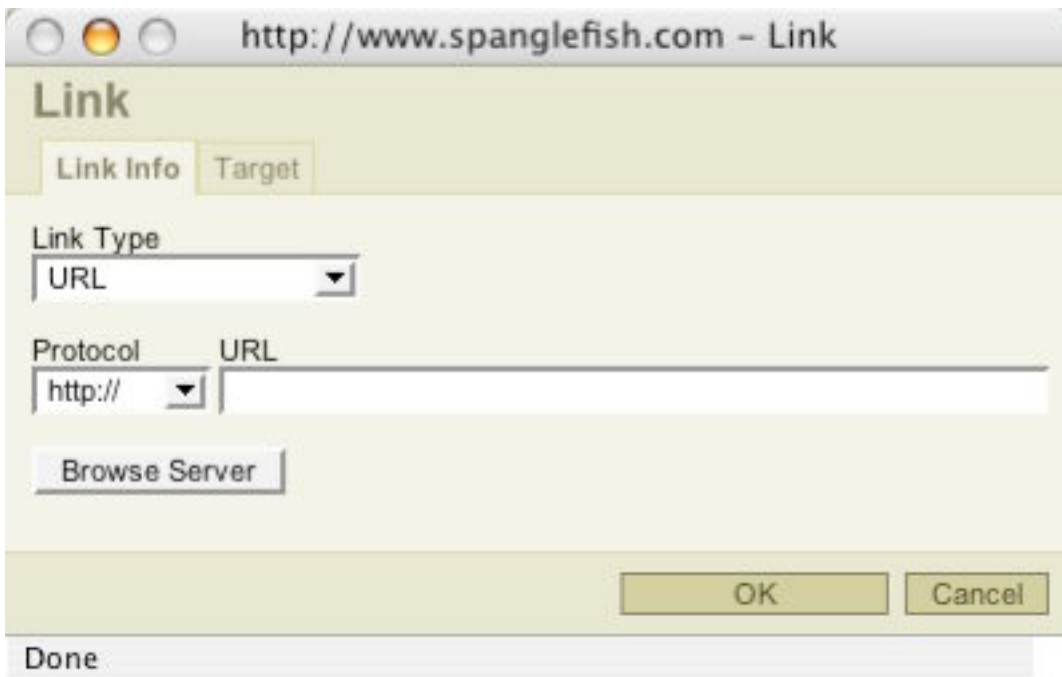 http://www.spanglefish.com – Link
Link
Link Info Target
Link Type
URL
Protocol URL
http://
Browse Server
OK Cancel
Done